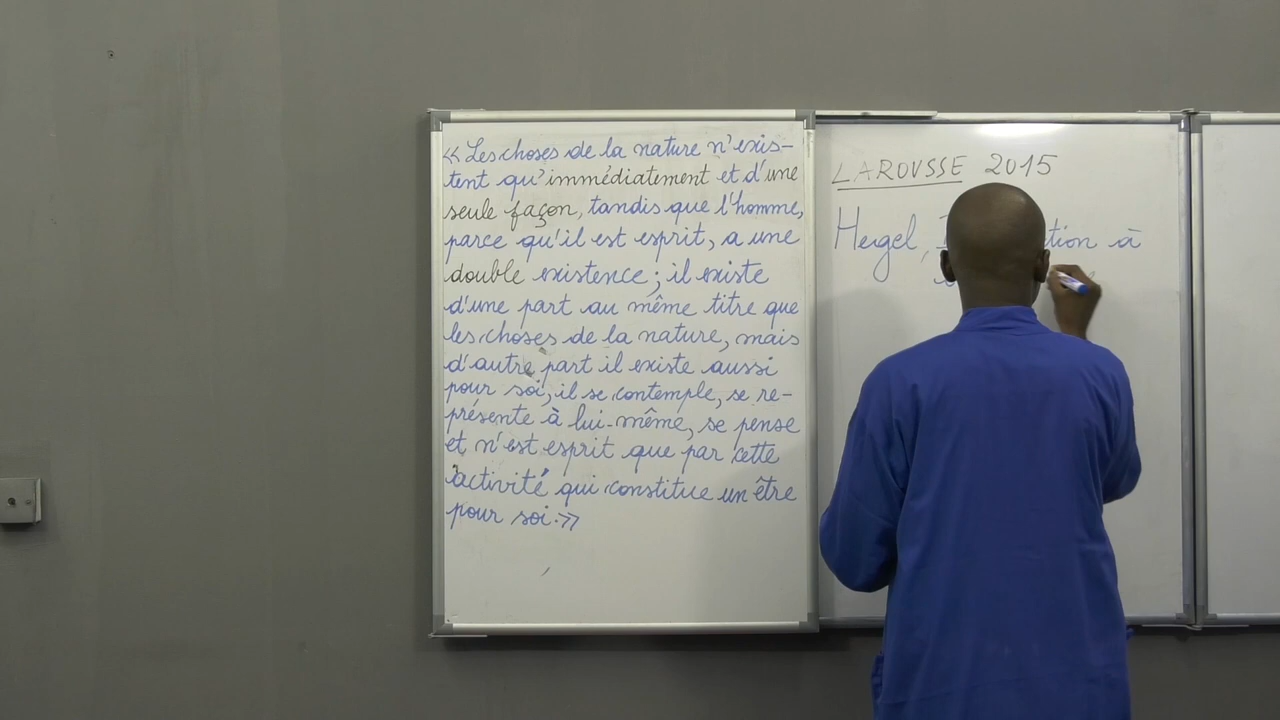 « Les choses de la nature n'exis-
tent qu'immédiatement et d'une
seule façon, tandis que l'homme,
parce qu'il est esprit, a une
double existence ; il existe
d'une part au même titre que
les choses de la nature, mais
d'autre part il existe aussi
pour soi, il se contemple, se re-
présente à lui-même, se pense
et n'est esprit que par cette
activité qui constitue un être
pour soi. »
LAROUSSE 2015
Hegel, tion à